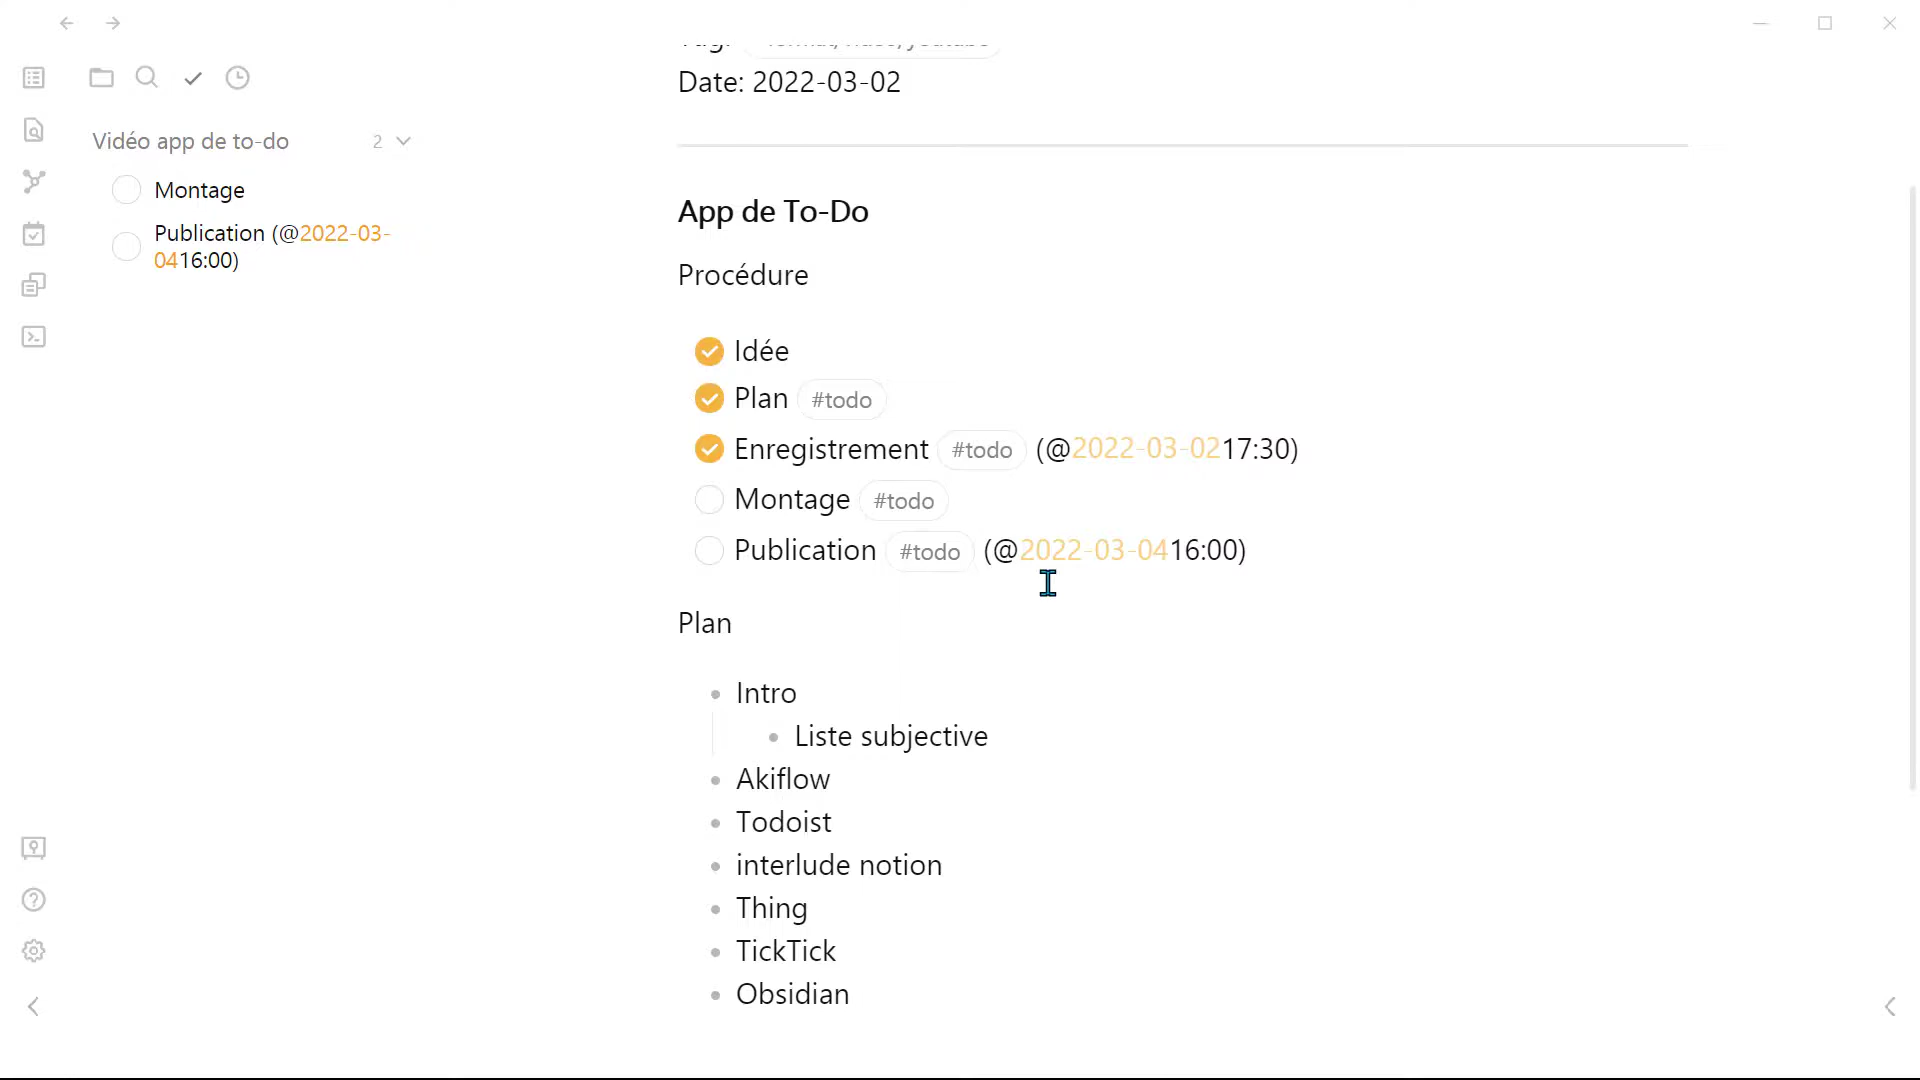 Date: 2022-03-02
Vidéo app de to-do 2
Montage
Publication (@2022-03-
0416:00)
App de To-Do
Procédure
Idée
Plan #todo
Enregistrement #todo (@2022-03-0217:30)
Montage #todo
Publication #todo (@2022-03-0416:00)
Plan
Intro
Liste subjective
Akiflow
Todoist
interlude notion
Thing
TickTick
Obsidian